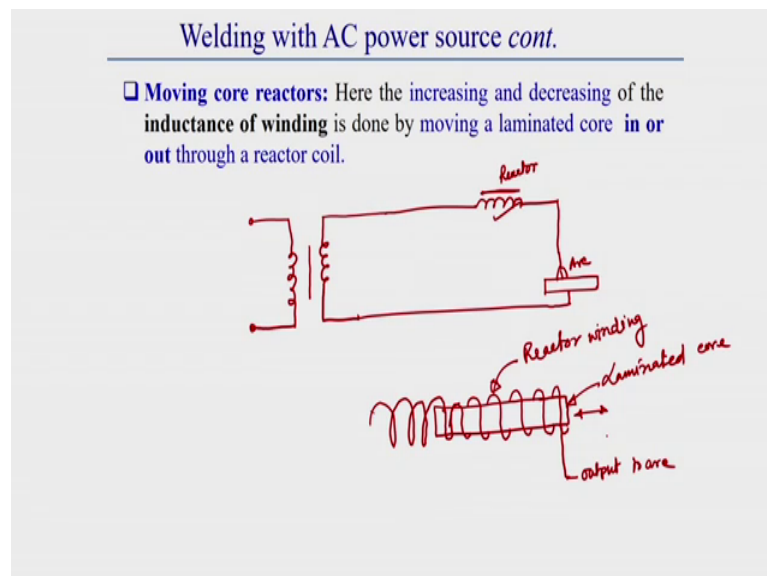 Welding with AC power source cont.
❑ Moving core reactors: Here the increasing and decreasing of the
inductance of winding is done by moving a laminated core in or
out through a reactor coil.
Reactor
Arc
Reactor winding
Laminated core
output to arc